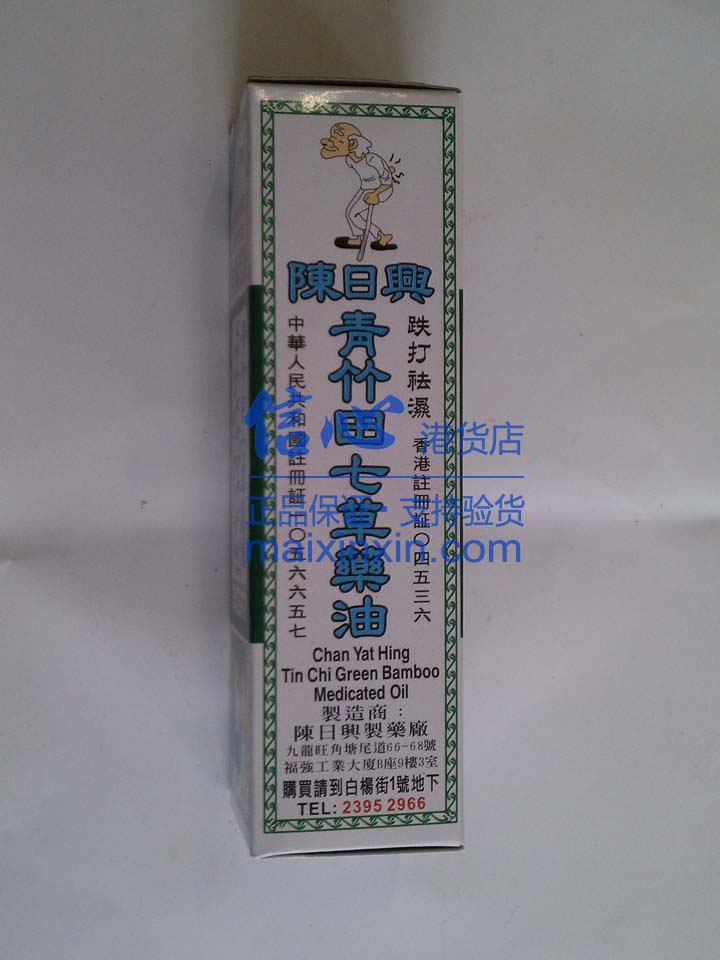 陳日興
跌打祛濕
香港註冊証〇四五三六
青竹田七草藥油
中華人民共和國註冊証一〇五六六五七
信心港货店
正品保证·支持验货
maixinxin.com
Chan Yat Hing
Tin Chi Green Bamboo
Medicated Oil
製造商：
陳日興製藥廠
九龍旺角塘尾道66-68號
福強工業大廈B座9樓3室
購買請到白楊街1號地下
TEL: 2395 2966